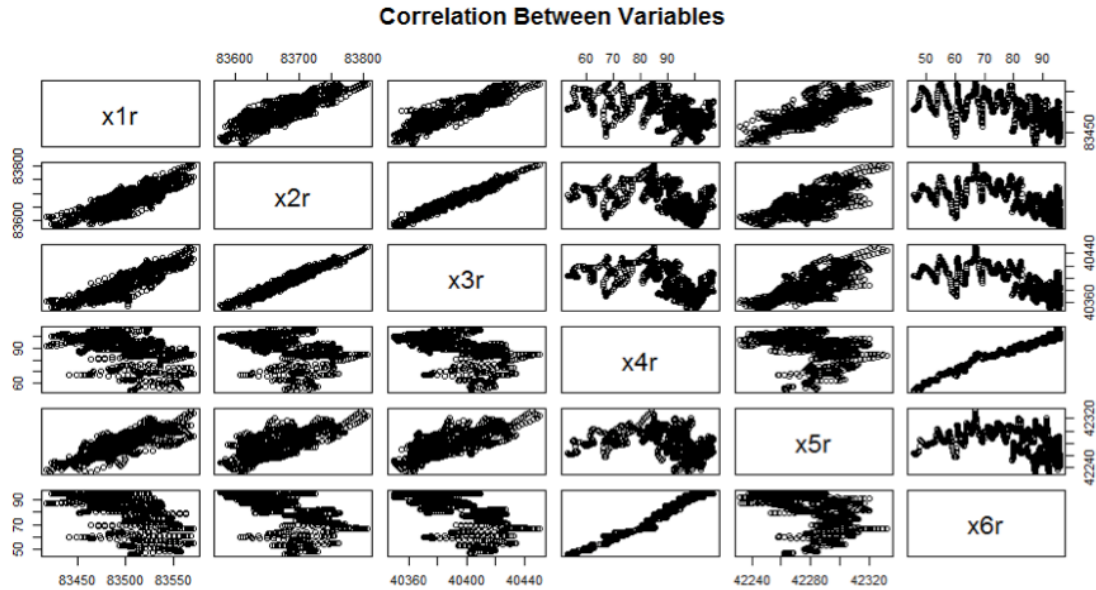 Correlation Between Variables
83600 83700 83800 60 70 80 90 50 60 70 80 90
x1r
83450
83600 83800
x2r
x3r
40360 40440
60 90
x4r
x5r
42240 42320
50 70 90
x6r
83450 83500 83550 40360 40400 40440 42240 42280 42320